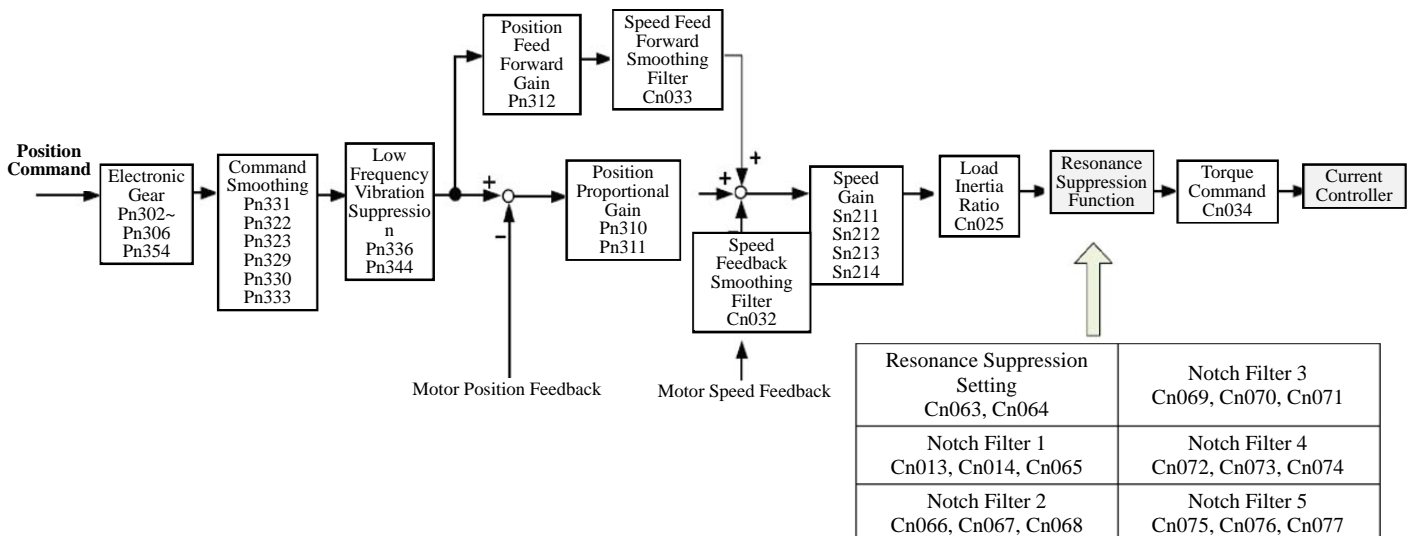 Position
Feed
Forward
Gain
Pn312
Speed Feed
Forward
Smoothing
Filter
Cn033
Position
Command
Electronic
Gear
Pn302~
Pn306
Pn354
Command
Smoothing
Pn331
Pn322
Pn323
Pn329
Pn330
Pn333
Low
Frequency
Vibration
Suppressio
n
Pn336
Pn344
+
−
Position
Proportional
Gain
Pn310
Pn311
+
+
−
Speed
Feedback
Smoothing
Filter
Cn032
Speed
Gain
Sn211
Sn212
Sn213
Sn214
Load
Inertia
Ratio
Cn025
Resonance
Suppression
Function
Torque
Command
Cn034
Current
Controller
Motor Position Feedback
Motor Speed Feedback
Resonance Suppression
Setting
Cn063, Cn064
Notch Filter 3
Cn069, Cn070, Cn071
Notch Filter 1
Cn013, Cn014, Cn065
Notch Filter 4
Cn072, Cn073, Cn074
Notch Filter 2
Cn066, Cn067, Cn068
Notch Filter 5
Cn075, Cn076, Cn077